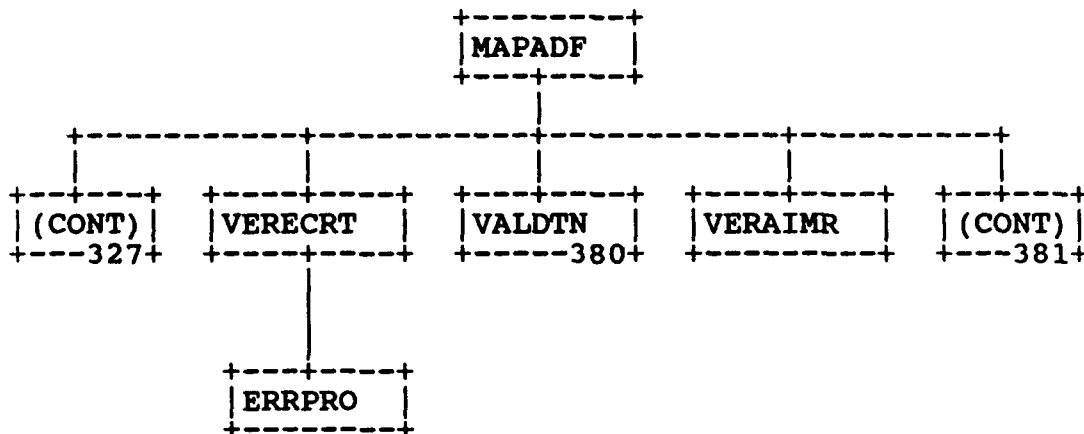 MAPADF
(CONT) VERECRT VALDTN VERAIMR (CONT)
327 380 381
ERRPRO